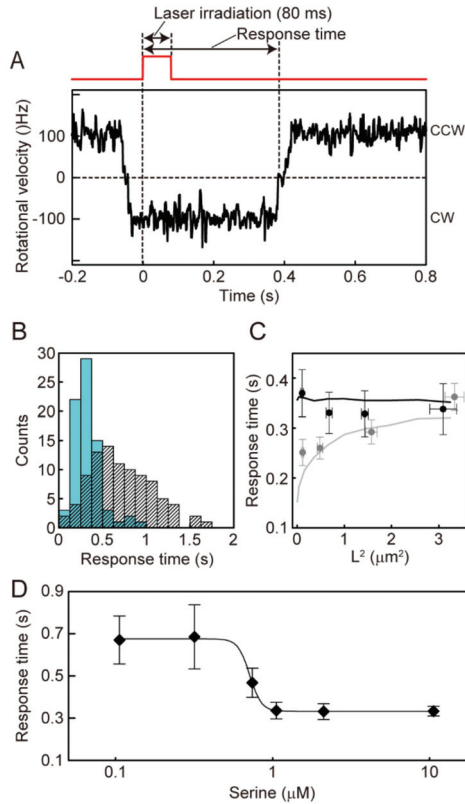 Laser irradiation (80 ms)
Response time
A
Rotational velocity ()Hz)
100
0
-100
CCW
CW
-0.2 0 0.2 0.4 0.6 0.8
Time (s)
B
Counts
30
25
20
15
10
5
0
0 0.5 1 1.5 2
Response time (s)
C
Response time (s)
0.4
0.3
0.2
0.1
0 1 2 3
L² (μm²)
D
Response time (s)
0.9
0.7
0.5
0.3
0.1
0.1 1 10
Serine (μM)